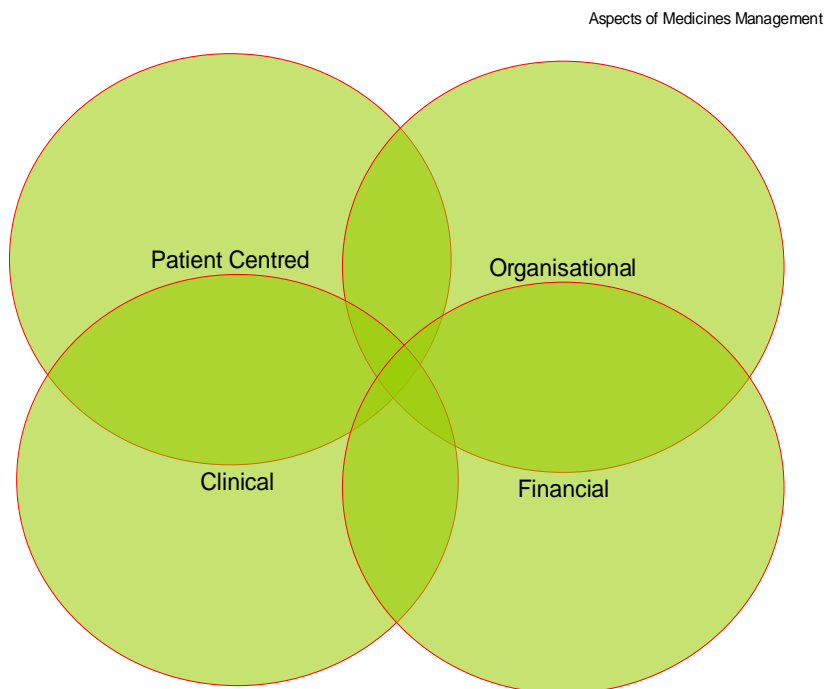 Aspects of Medicines Management
Patient Centred
Organisational
Clinical
Financial